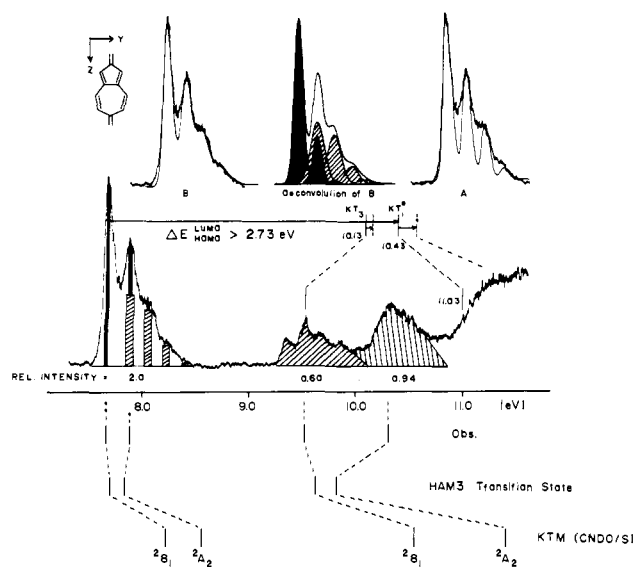 Y
Z
B
Deconvolution of B
A
KT₃ KT°
ΔE LUMO HOMO > 2.73 eV
10.13
10.43
11.03
REL. INTENSITY = 2.0 0.60 0.94
8.0 9.0 10.0 11.0 [eV]
Obs.
HAM3 Transition State
KTM (CNDO/S)
²B₁ ²A₂ ²B₁ ²A₂